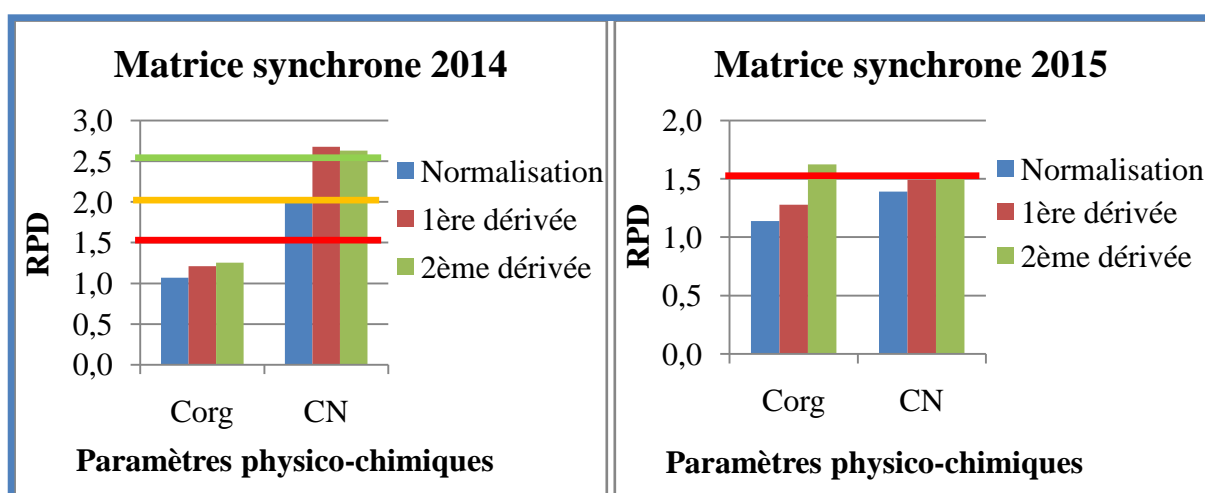 Matrice synchrone 2014
3,0
2,5
2,0
1,5
1,0
0,5
0,0
RPD
Corg CN
Paramètres physico-chimiques
Normalisation
1ère dérivée
2ème dérivée
Matrice synchrone 2015
2,0
1,5
1,0
0,5
0,0
RPD
Corg CN
Paramètres physico-chimiques
Normalisation
1ère dérivée
2ème dérivée